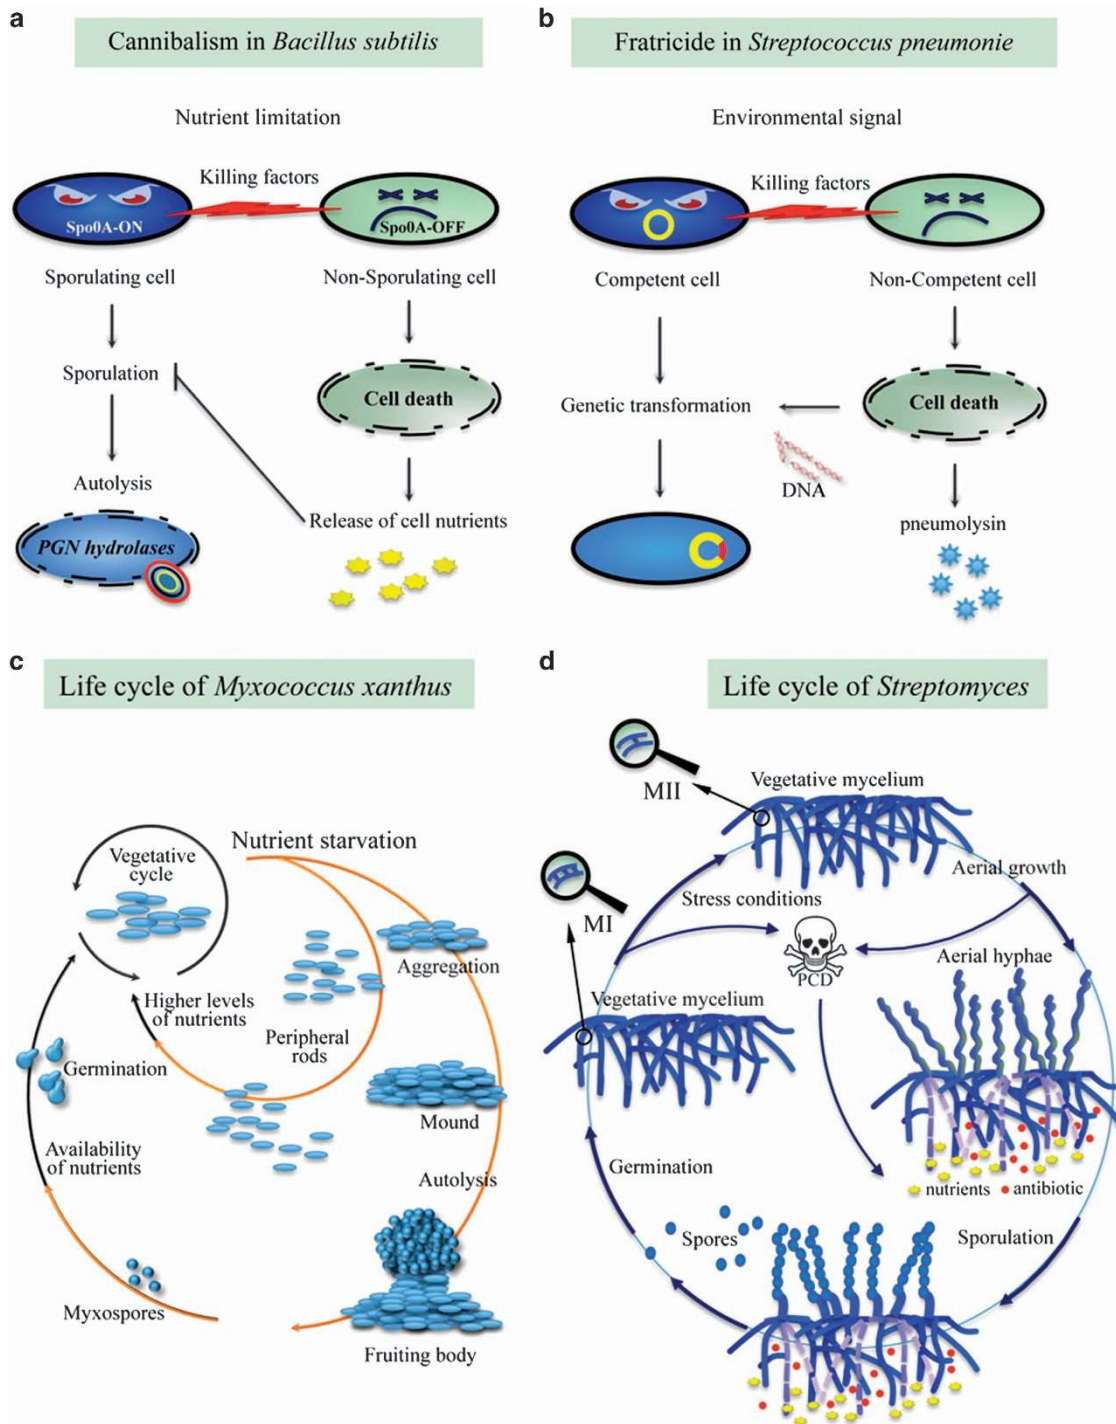 a
Cannibalism in Bacillus subtilis
Nutrient limitation
Killing factors
Spo0A-ON
Spo0A-OFF
Sporulating cell
Non-Sporulating cell
Sporulation
Cell death
Autolysis
Release of cell nutrients
PGN hydrolases
b
Fratricide in Streptococcus pneumonie
Environmental signal
Killing factors
Competent cell
Non-Competent cell
Genetic transformation
Cell death
DNA
pneumolysin
c
Life cycle of Myxococcus xanthus
Nutrient starvation
Vegetative
cycle
Aggregation
Higher levels
of nutrients
Peripheral
rods
Germination
Mound
Availability
of nutrients
Autolysis
Myxospores
Fruiting body
d
Life cycle of Streptomyces
Vegetative mycelium
MII
Aerial growth
Stress conditions
MI
PCD
Aerial hyphae
Vegetative mycelium
Germination
nutrients
antibiotic
Spores
Sporulation